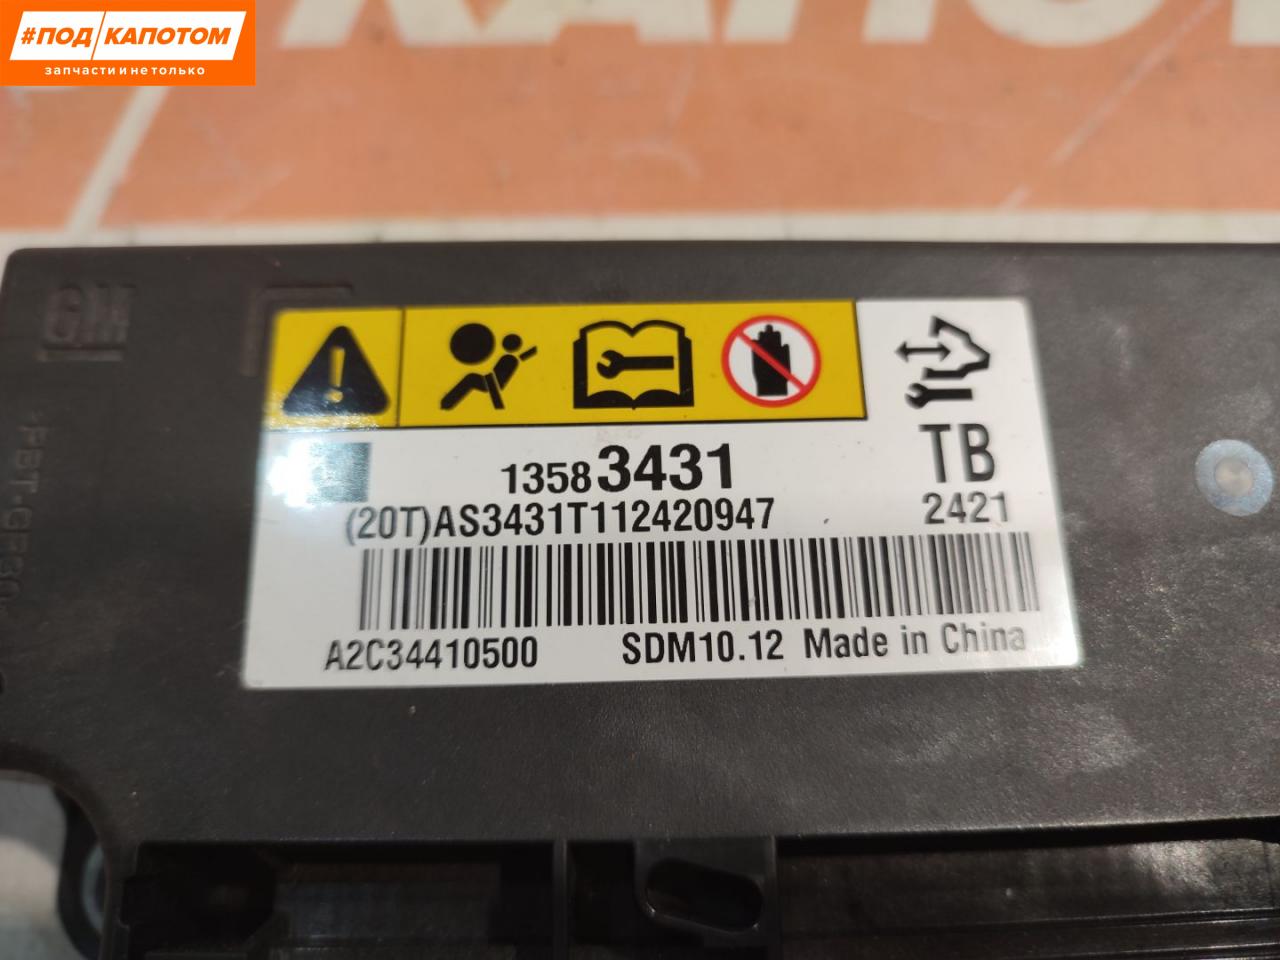 #ПОД КАПОТОМ
запчасти и не только
GM
13583431
TB
(20T)AS3431T112420947
2421
A2C34410500 SDM10.12 Made in China